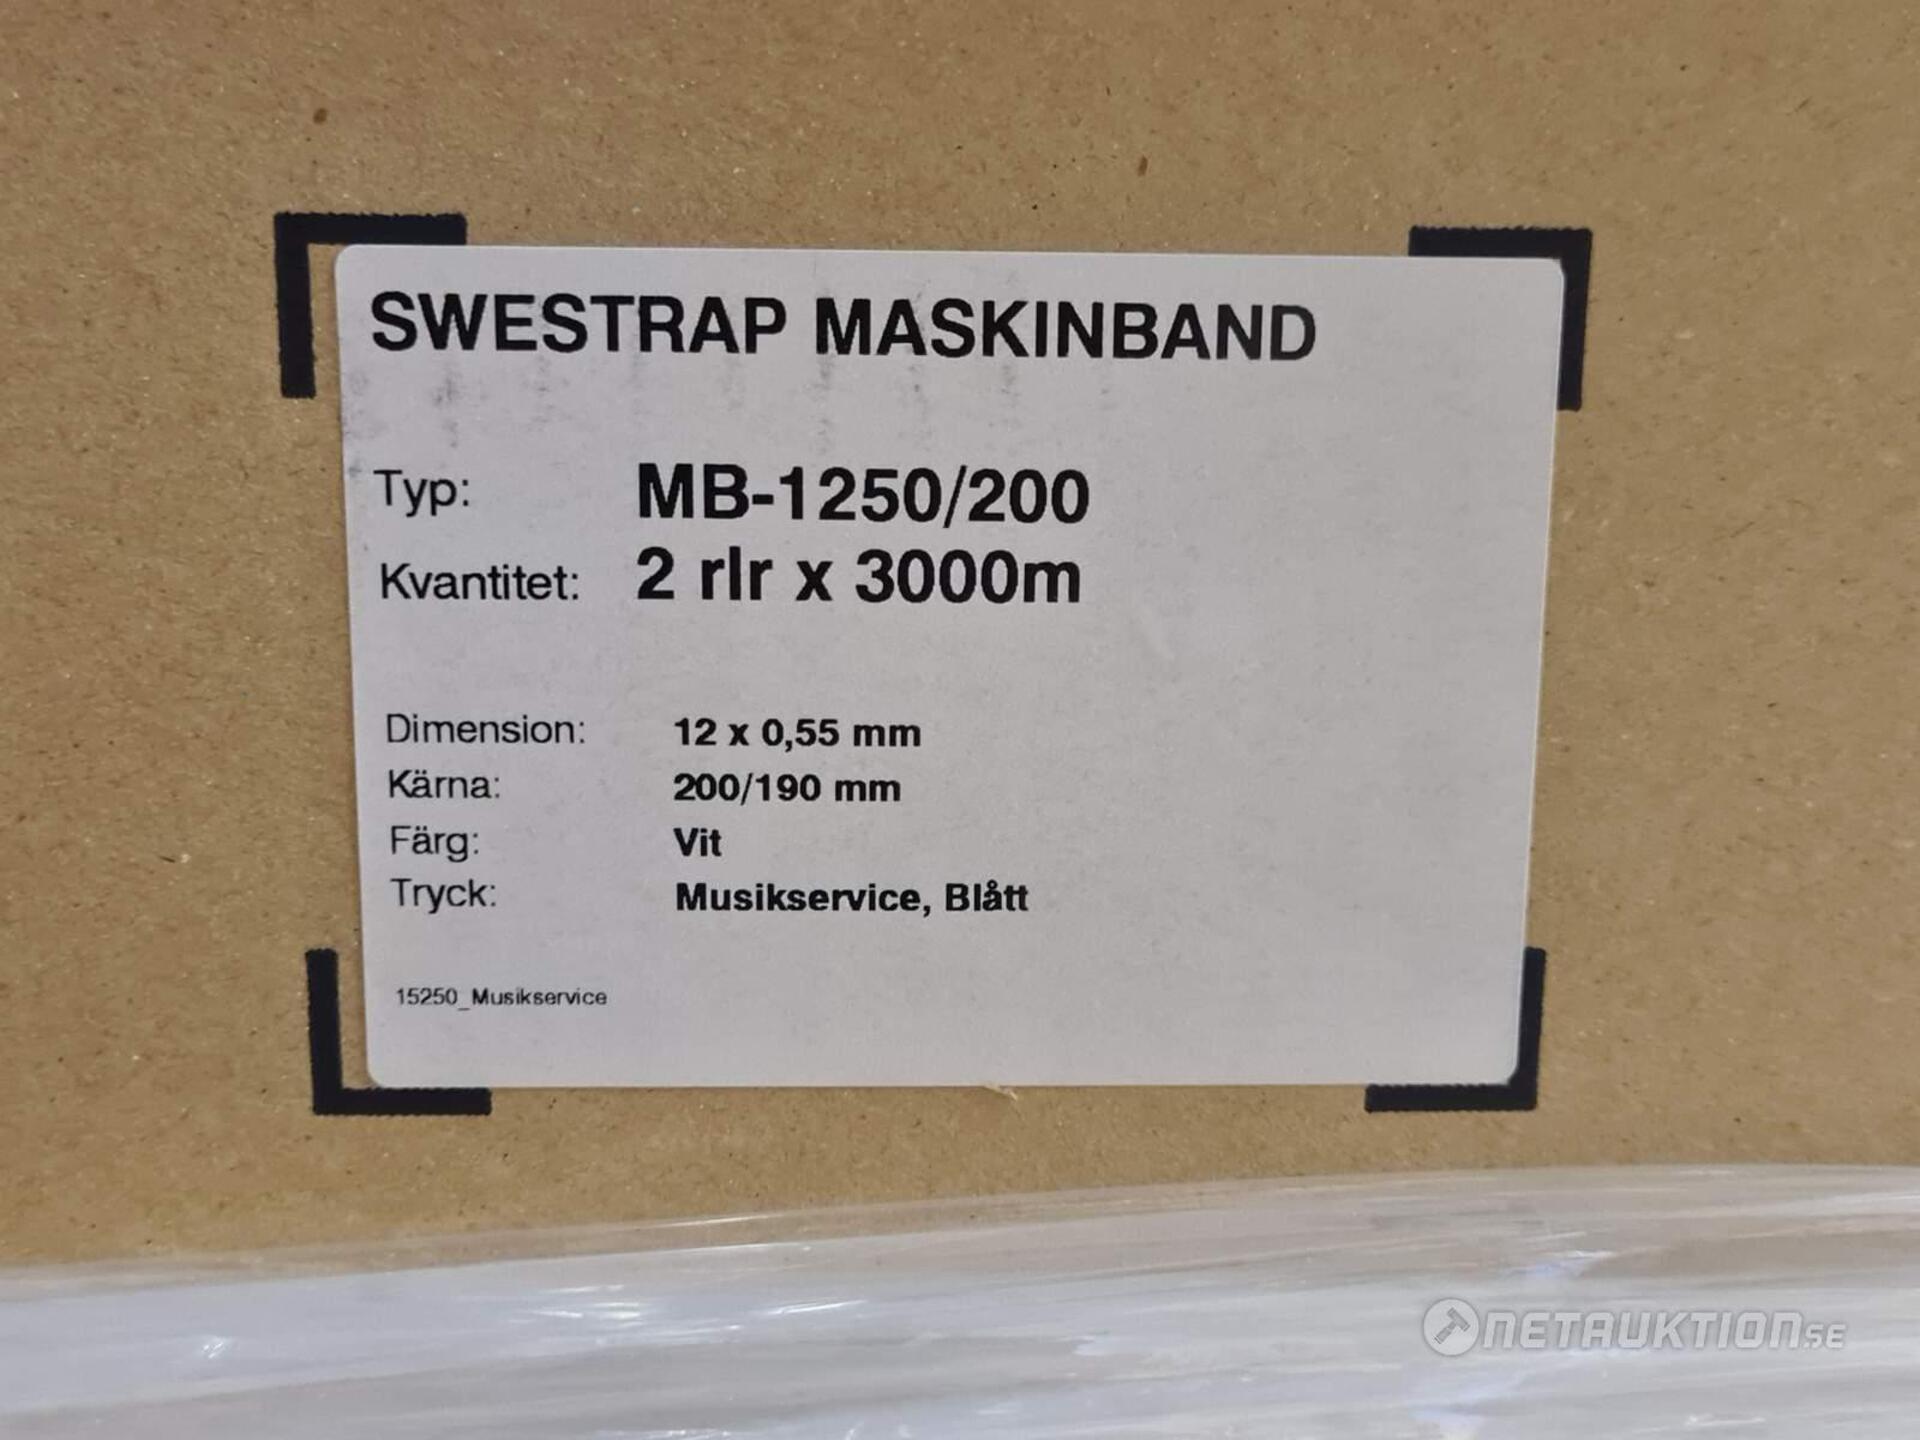 SWESTRAP MASKINBAND
Typ: MB-1250/200
Kvantitet: 2 rlr x 3000m
Dimension: 12 x 0,55 mm
Kärna: 200/190 mm
Färg: Vit
Tryck: Musikservice, Blått
15250_Musikservice
NETAUKTION.SE